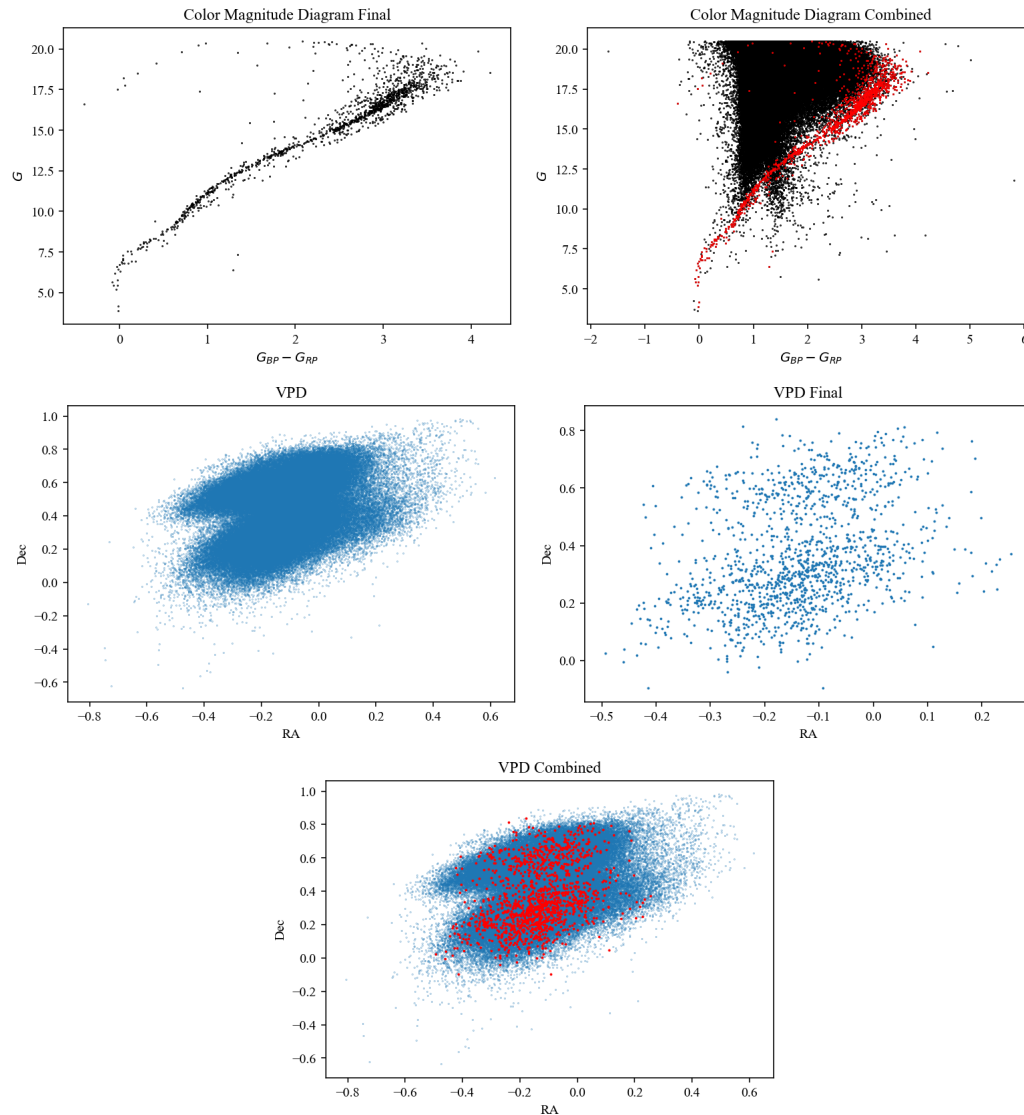 Color Magnitude Diagram Final
20.0
17.5
15.0
12.5
10.0
7.5
5.0
G
0 1 2 3 4
G_BP − G_RP
Color Magnitude Diagram Combined
20.0
17.5
15.0
12.5
10.0
7.5
5.0
G
−2 −1 0 1 2 3 4 5 6
G_BP − G_RP
VPD
1.0
0.8
0.6
0.4
0.2
0.0
−0.2
−0.4
−0.6
Dec
−0.8 −0.6 −0.4 −0.2 0.0 0.2 0.4 0.6
RA
VPD Final
0.8
0.6
0.4
0.2
0.0
Dec
−0.5 −0.4 −0.3 −0.2 −0.1 0.0 0.1 0.2
RA
VPD Combined
1.0
0.8
0.6
0.4
0.2
0.0
−0.2
−0.4
−0.6
Dec
−0.8 −0.6 −0.4 −0.2 0.0 0.2 0.4 0.6
RA